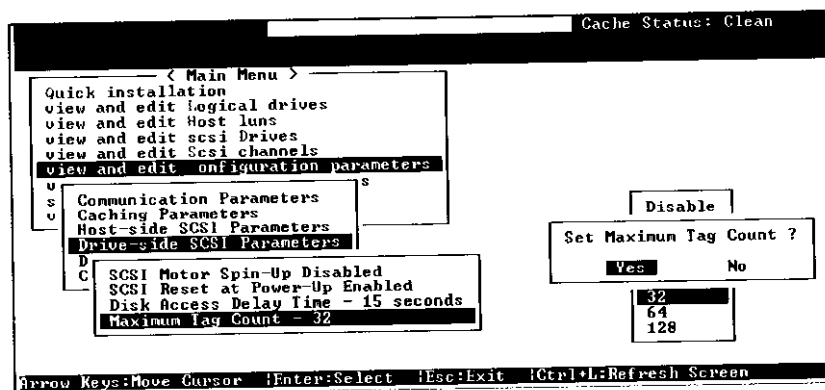 Cache Status: Clean
< Main Menu >
Quick installation
view and edit Logical drives
view and edit Host luns
view and edit scsi Drives
view and edit Scsi channels
view and edit onfiguration parameters
v s
s
v
Communication Parameters
Caching Parameters
Host-side SCSI Parameters
Drive-side SCSI Parameters
D
C
SCSI Motor Spin-Up Disabled
SCSI Reset at Power-Up Enabled
Disk Access Delay Time - 15 seconds
Maximum Tag Count - 32
Disable
Set Maximum Tag Count ?
Yes No
32
64
128
Arrow Keys:Move Cursor |Enter:Select |Esc:Exit |Ctrl+L:Refresh Screen